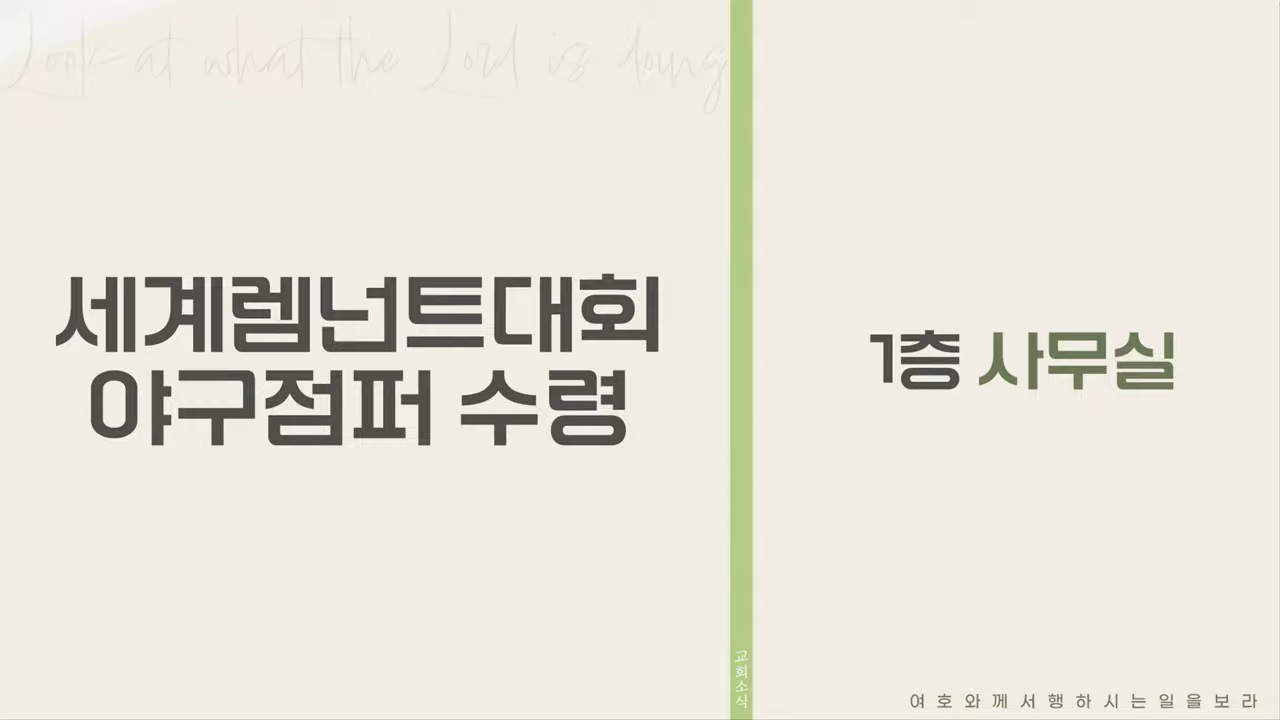 Look at what the Lord is doing
세계렘넌트대회
야구점퍼 수령
1층 사무실
교회소식
여호와께서행하시는일을보라